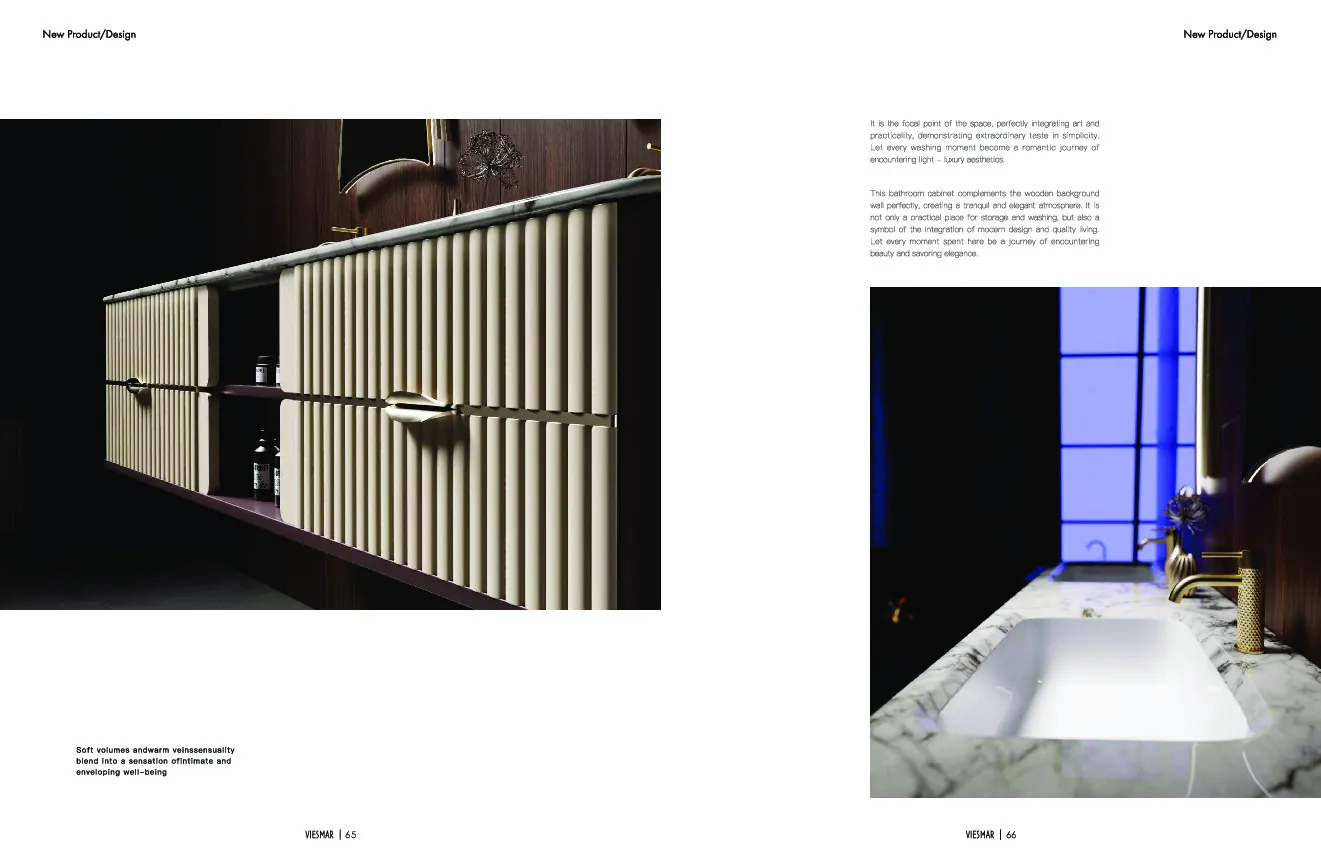 New Product/Design
New Product/Design
It is the focal point of the space, perfectly integrating art and
practicality, demonstrating extraordinary taste in simplicity.
Let every washing moment become a romantic journey of
encountering light - luxury aesthetics.
This bathroom cabinet complements the wooden background
wall perfectly, creating a tranquil and elegant atmosphere. It is
not only a practical place for storage and washing, but also a
symbol of the integration of modern design and quality living.
Let every moment spent here be a journey of encountering
beauty and savoring elegance.
Soft volumes andwarm veinssensuality
blend into a sensation ofintimate and
enveloping well-being
VIESMAR | 65
VIESMAR | 66